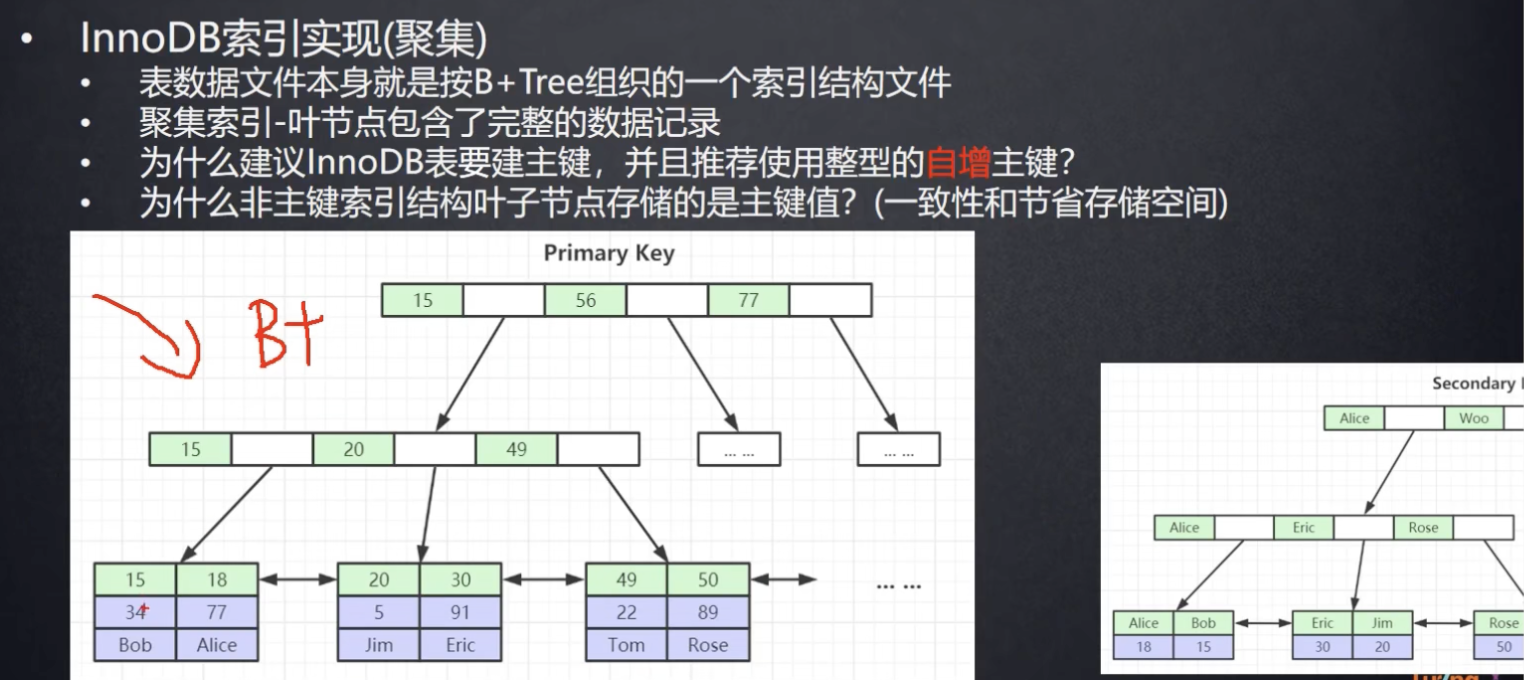 • InnoDB索引实现(聚集)
• 表数据文件本身就是按B+Tree组织的一个索引结构文件
• 聚集索引-叶节点包含了完整的数据记录
• 为什么建议InnoDB表要建主键，并且推荐使用整型的自增主键？
• 为什么非主键索引结构叶子节点存储的是主键值？(一致性和节省存储空间)
Primary Key
15 56 77
B+
15 20 49 ... ... ... ...
15 18 20 30 49 50 ... ...
34 77 5 91 22 89
Bob Alice Jim Eric Tom Rose
Secondary
Alice Woo
Alice Eric Rose
Alice Bob Eric Jim Rose
18 15 30 20 50